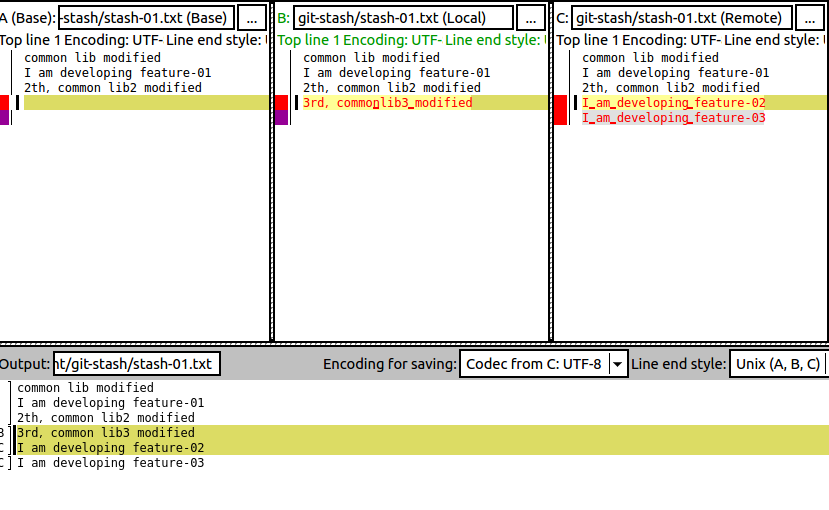 A (Base): -stash/stash-01.txt (Base) ...
Top line 1 Encoding: UTF- Line end style:
common lib modified
I am developing feature-01
2th, common lib2 modified
B: git-stash/stash-01.txt (Local) ...
Top line 1 Encoding: UTF- Line end style:
common lib modified
I am developing feature-01
2th, common lib2 modified
3rd, common lib3 modified
C: git-stash/stash-01.txt (Remote) ...
Top line 1 Encoding: UTF- Line end style:
common lib modified
I am developing feature-01
2th, common lib2 modified
I am developing feature-02
I am developing feature-03
Output: nt/git-stash/stash-01.txt Encoding for saving: Codec from C: UTF-8 Line end style: Unix (A, B, C)
common lib modified
I am developing feature-01
2th, common lib2 modified
B 3rd, common lib3 modified
C I am developing feature-02
C I am developing feature-03